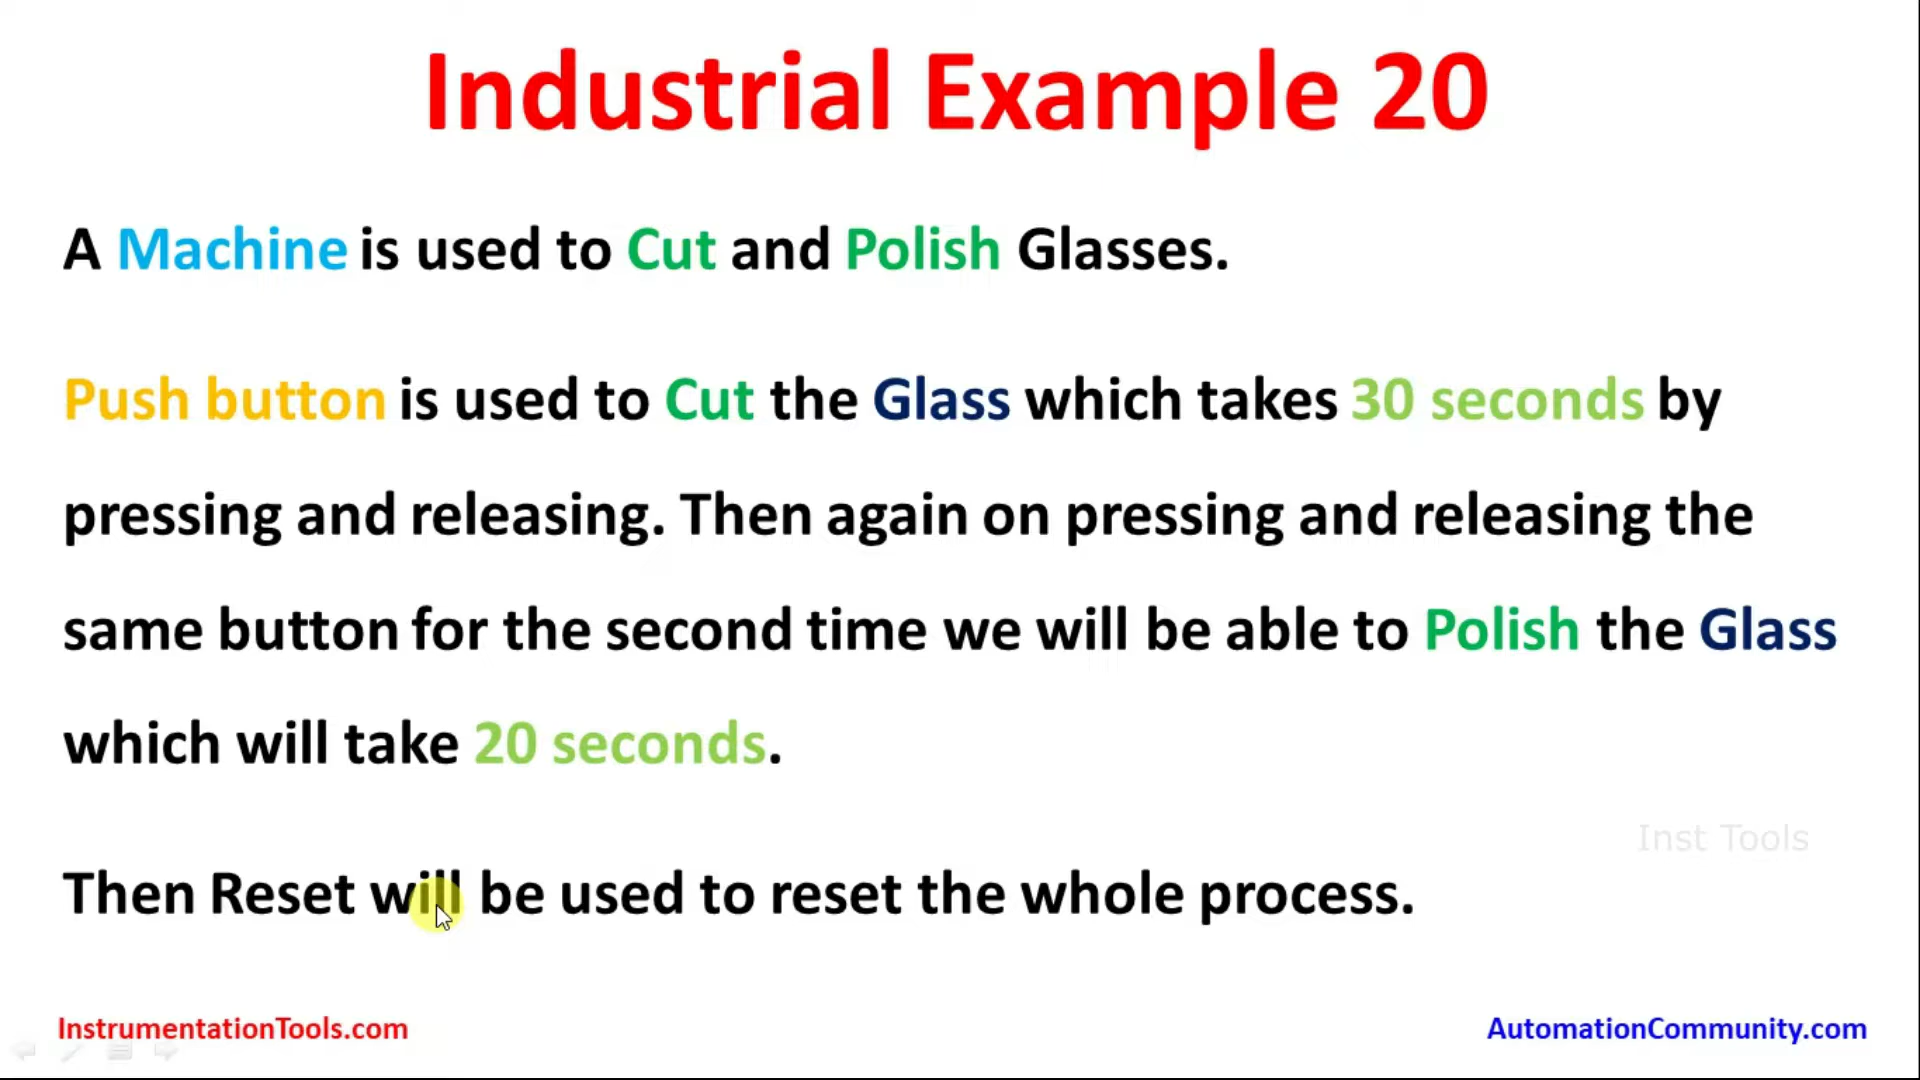 Industrial Example 20
A Machine is used to Cut and Polish Glasses.
Push button is used to Cut the Glass which takes 30 seconds by
pressing and releasing. Then again on pressing and releasing the
same button for the second time we will be able to Polish the Glass
which will take 20 seconds.
Inst Tools
Then Reset will be used to reset the whole process.
InstrumentationTools.com
AutomationCommunity.com